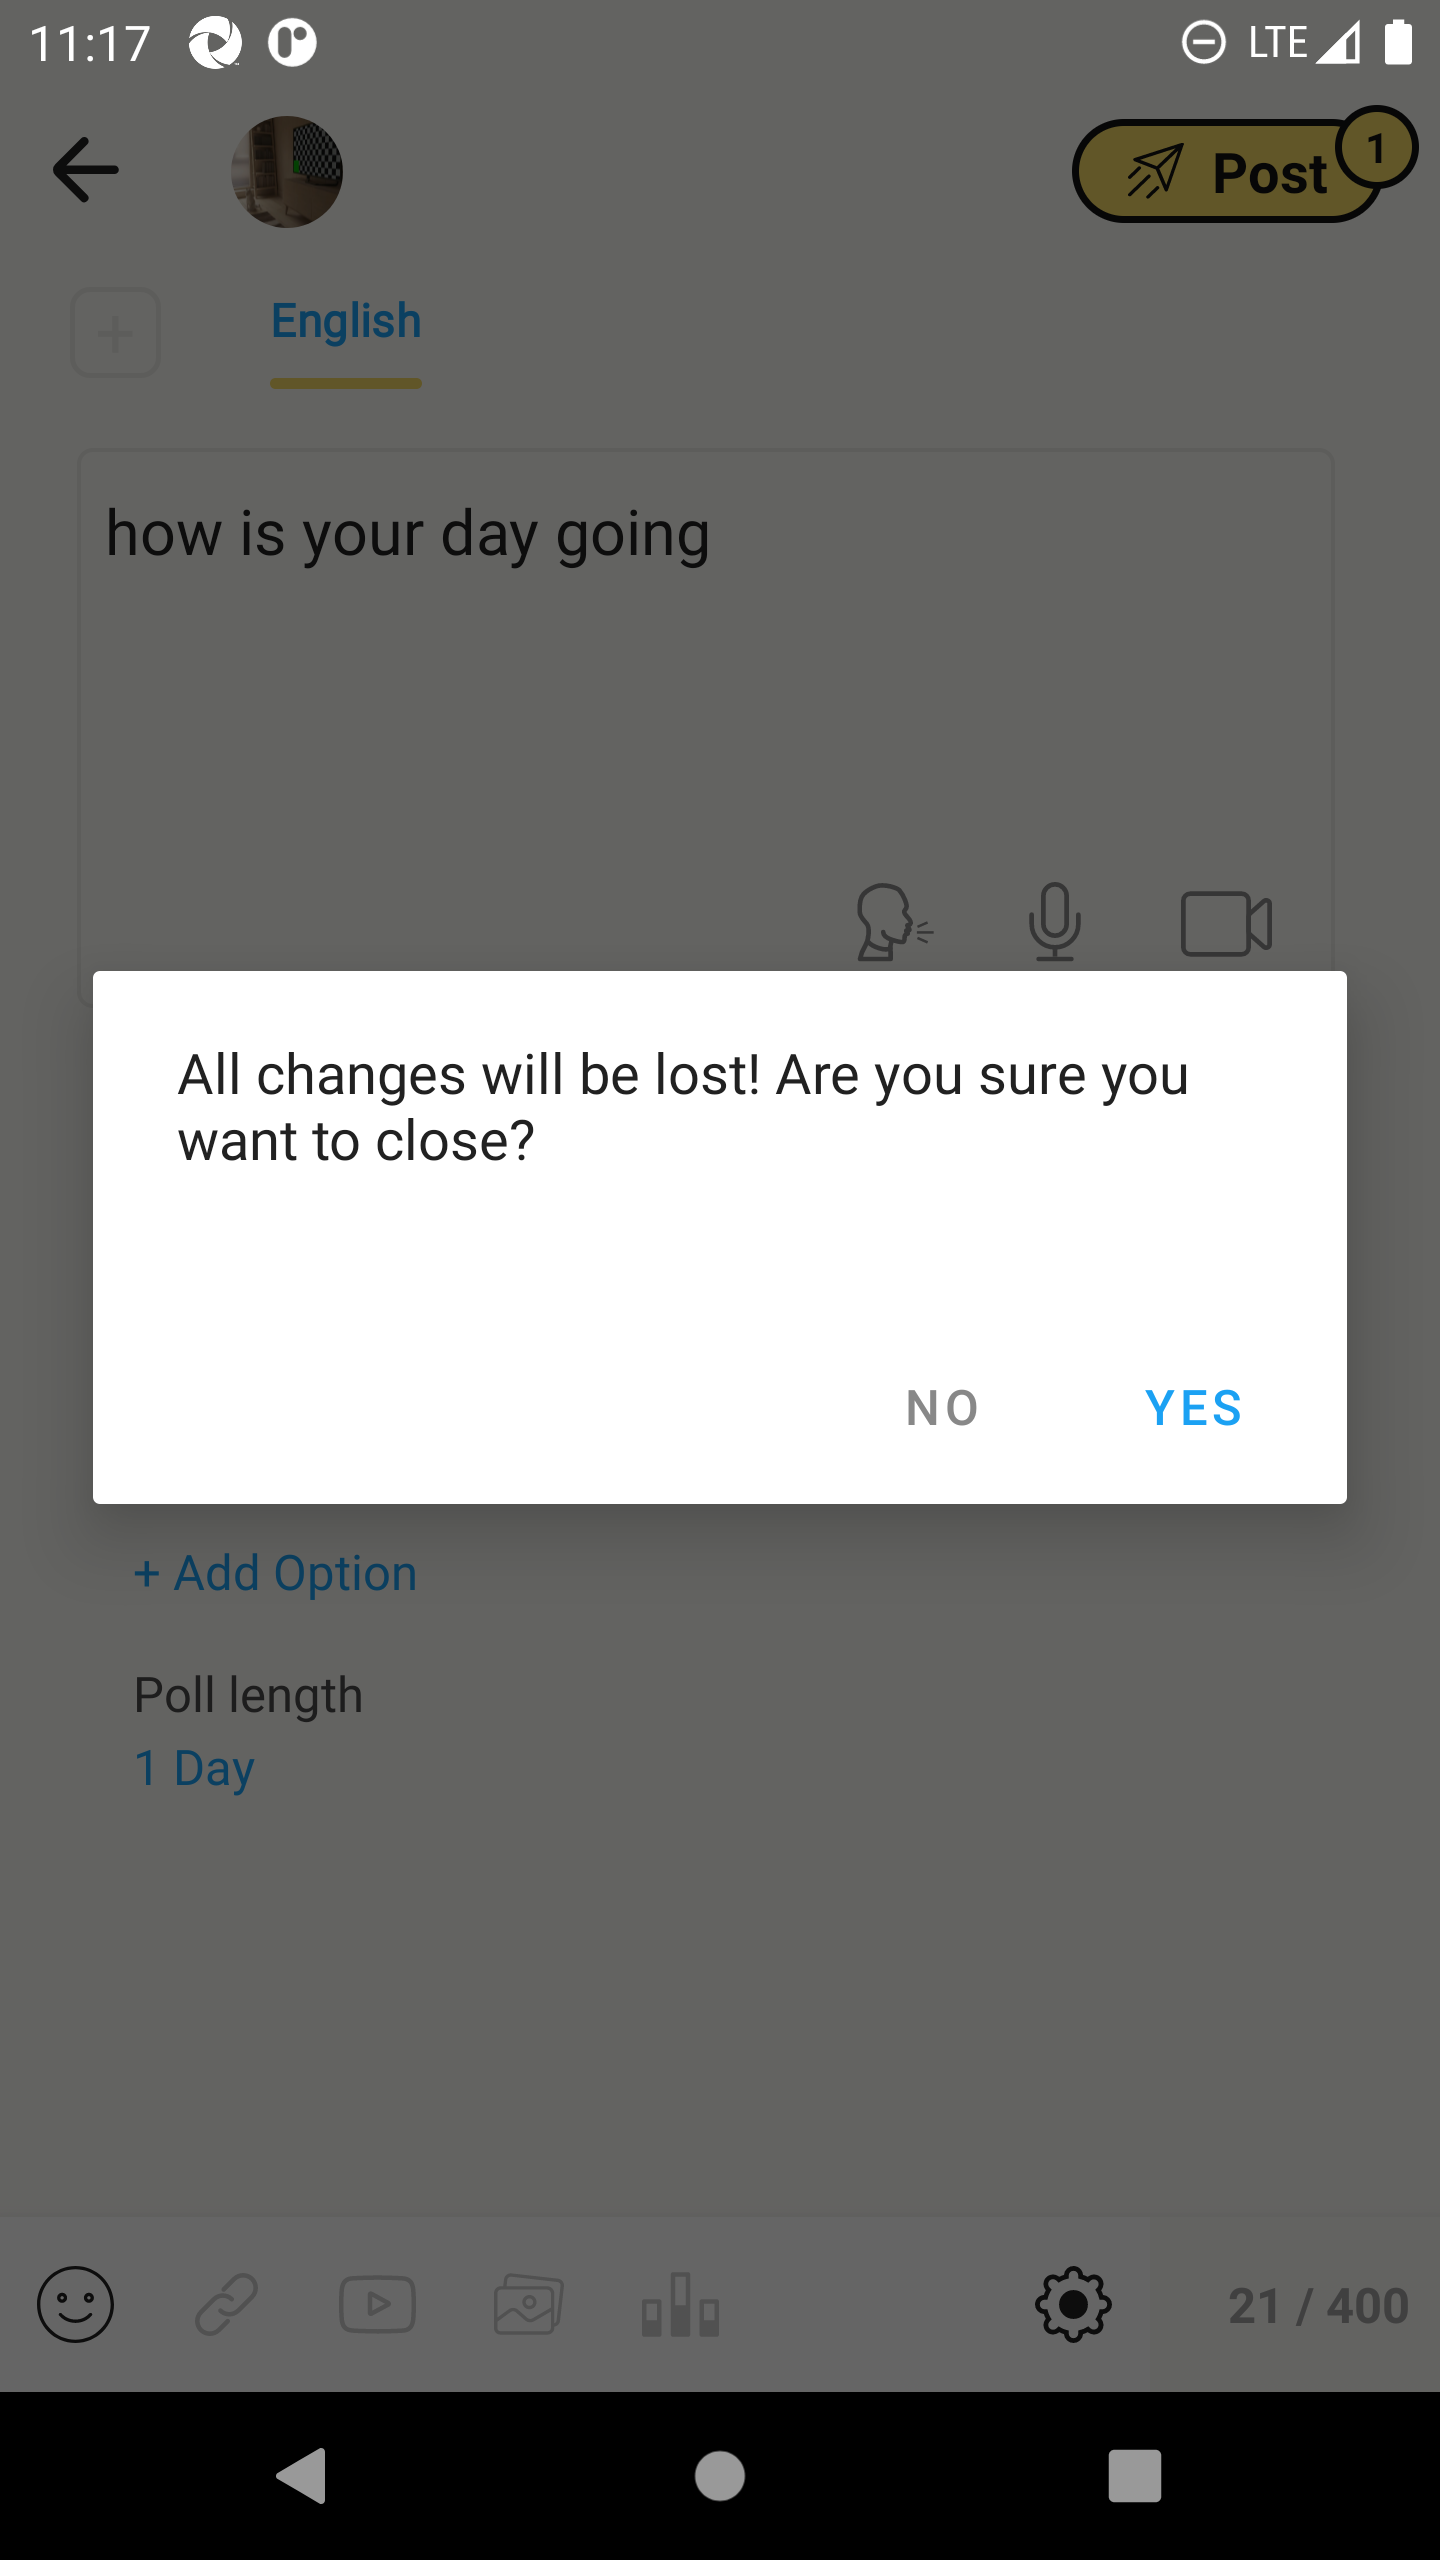 11:17
LTE
Post
1
English
how is your day going
All changes will be lost! Are you sure you
want to close?
NO
YES
+ Add Option
Poll length
1 Day
21 / 400